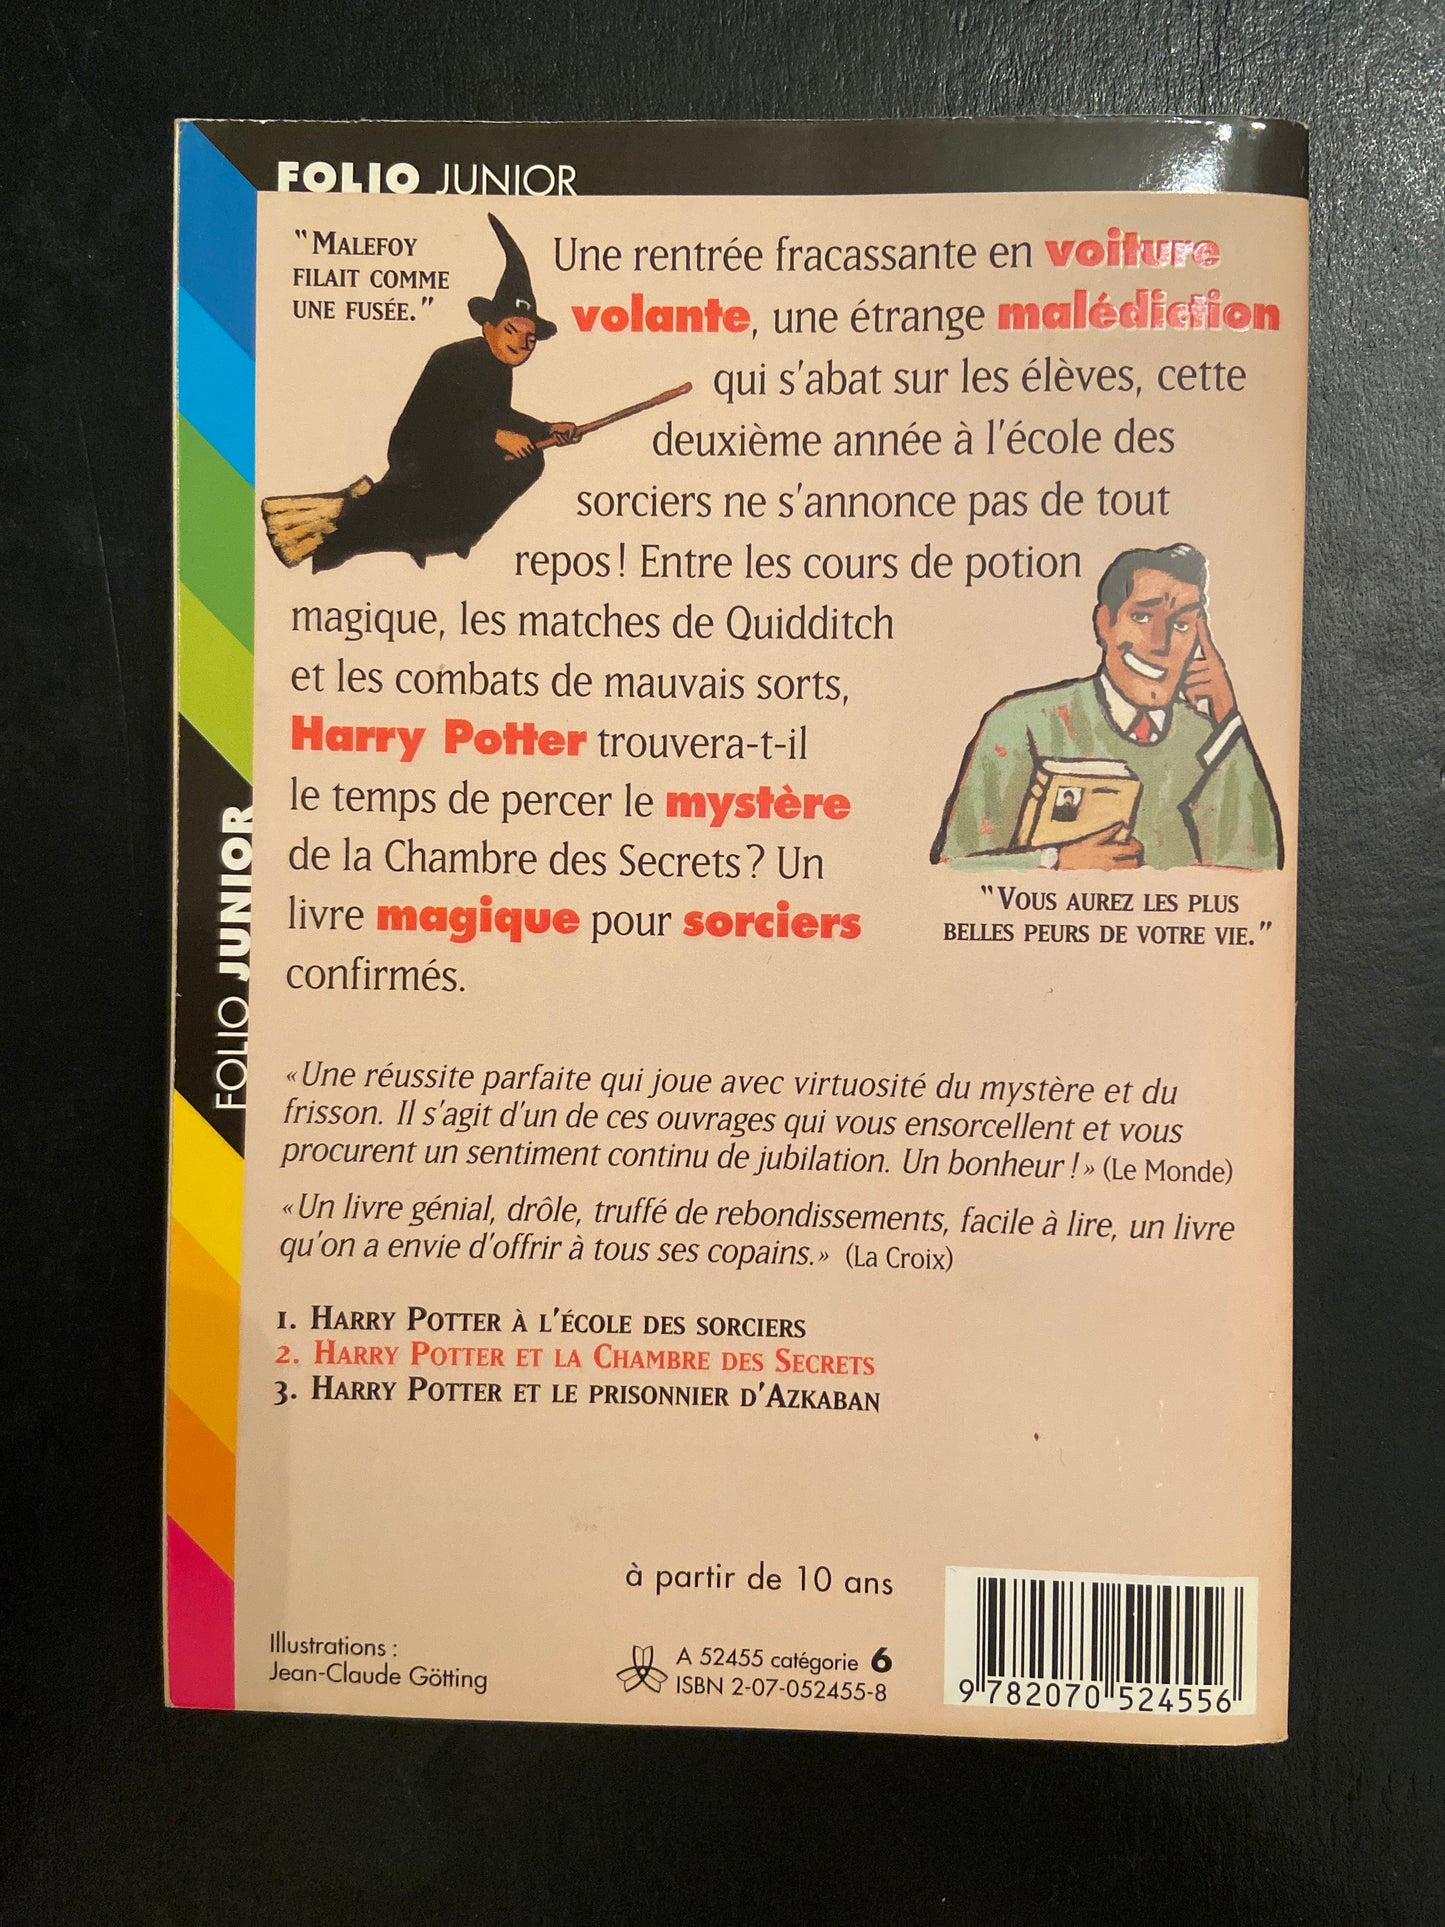 FOLIO JUNIOR
"MALEFOY
FILAIT COMME
UNE FUSÉE."
Une rentrée fracassante en voiture
volante, une étrange malédiction
qui s'abat sur les élèves, cette
deuxième année à l'école des
sorciers ne s'annonce pas de tout
repos! Entre les cours de potion
magique, les matches de Quidditch
et les combats de mauvais sorts,
Harry Potter trouvera-t-il
le temps de percer le mystère
de la Chambre des Secrets? Un
livre magique pour sorciers
confirmés.
"VOUS AUREZ LES PLUS
BELLES PEURS DE VOTRE VIE."
FOLIO JUNIOR
«Une réussite parfaite qui joue avec virtuosité du mystère et du
frisson. Il s'agit d'un de ces ouvrages qui vous ensorcellent et vous
procurent un sentiment continu de jubilation. Un bonheur!» (Le Monde)
«Un livre génial, drôle, truffé de rebondissements, facile à lire, un livre
qu'on a envie d'offrir à tous ses copains.» (La Croix)
1. HARRY POTTER À L'ÉCOLE DES SORCIERS
2. HARRY POTTER ET LA CHAMBRE DES SECRETS
3. HARRY POTTER ET LE PRISONNIER D'AZKABAN
à partir de 10 ans
Illustrations :
Jean-Claude Götting
A 52455 catégorie 6
ISBN 2-07-052455-8
9 782070 524556